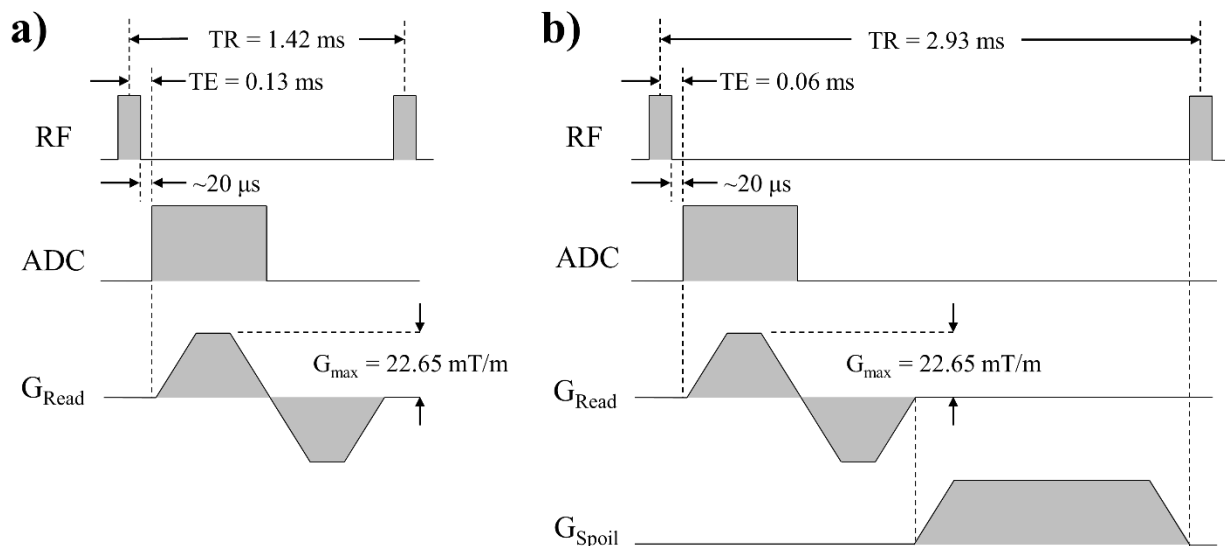 a)
TR = 1.42 ms
TE = 0.13 ms
RF
~20 μs
ADC
G_max = 22.65 mT/m
G_Read
b)
TR = 2.93 ms
TE = 0.06 ms
RF
~20 μs
ADC
G_max = 22.65 mT/m
G_Read
G_Spoil